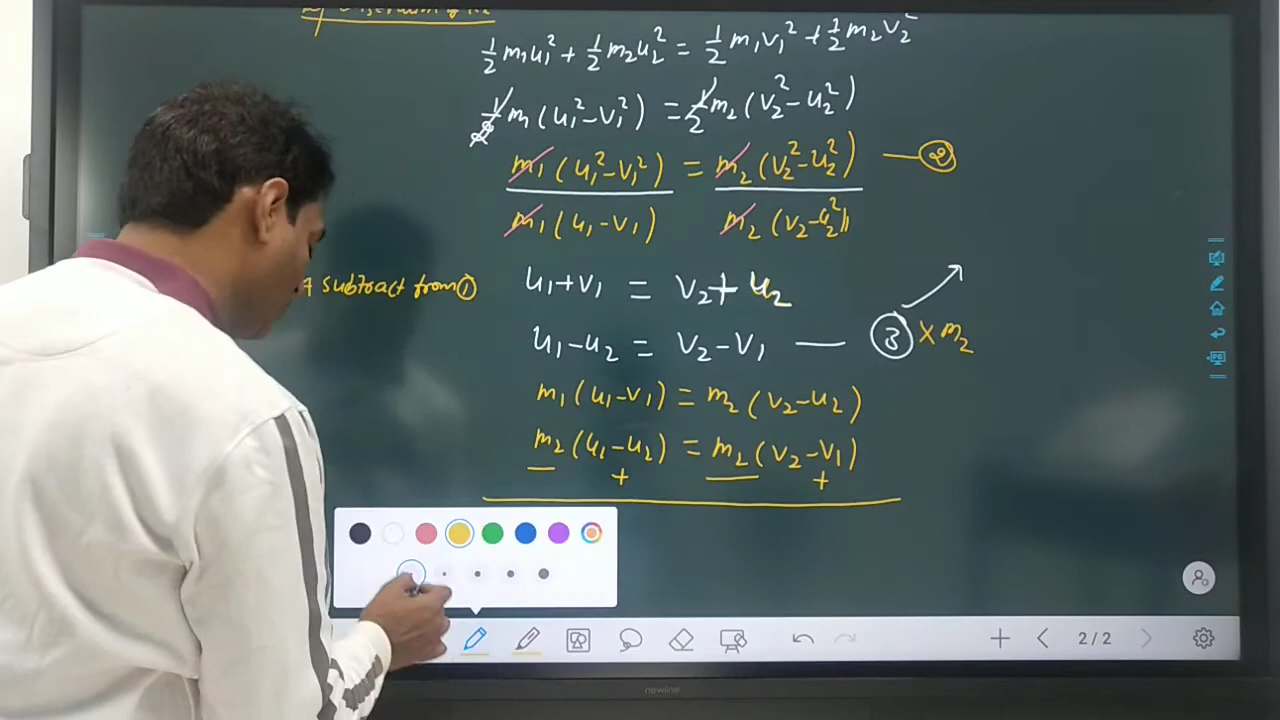 ½m₁u₁² + ½m₂u₂² = ½m₁v₁² + ½m₂v₂²
½m₁(u₁²-v₁²) = ½m₂(v₂²-u₂²)
m₁(u₁²-v₁²) = m₂(v₂²-u₂²) — ②
m₁(u₁-v₁) m₂(v₂-u₂²)
subtract from ①
u₁+v₁ = v₂+u₂
u₁-u₂ = v₂-v₁ — ③ × m₂
m₁(u₁-v₁) = m₂(v₂-u₂)
m₂(u₁-u₂) = m₂(v₂-v₁)
+ +
2/2
newline